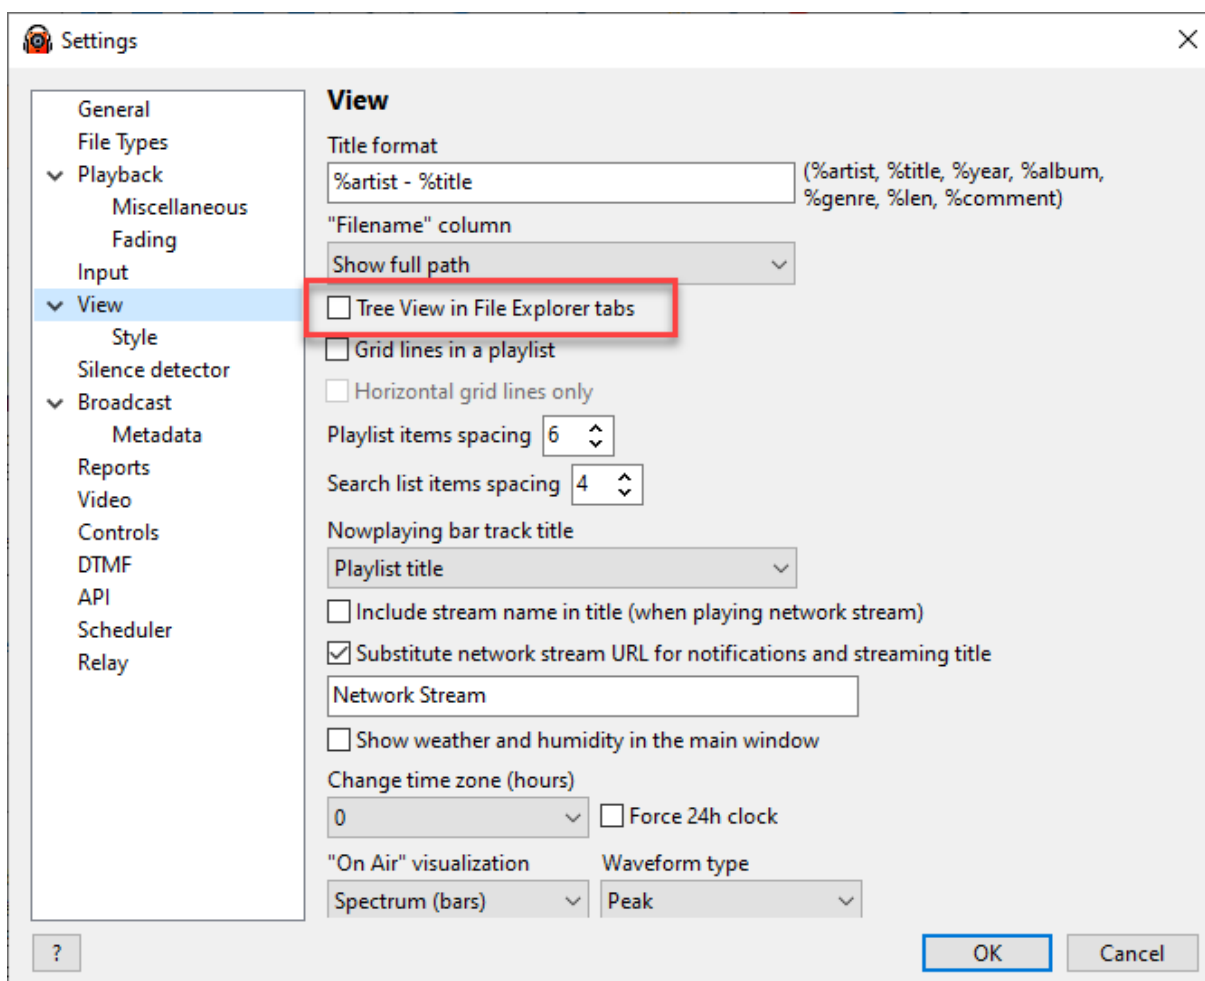 Settings
General
File Types
Playback
Miscellaneous
Fading
Input
View
Style
Silence detector
Broadcast
Metadata
Reports
Video
Controls
DTMF
API
Scheduler
Relay
View
Title format
%artist - %title
(%artist, %title, %year, %album,
%genre, %len, %comment)
"Filename" column
Show full path
Tree View in File Explorer tabs
Grid lines in a playlist
Horizontal grid lines only
Playlist items spacing 6
Search list items spacing 4
Nowplaying bar track title
Playlist title
Include stream name in title (when playing network stream)
Substitute network stream URL for notifications and streaming title
Network Stream
Show weather and humidity in the main window
Change time zone (hours)
0 Force 24h clock
"On Air" visualization Waveform type
Spectrum (bars) Peak
? OK Cancel